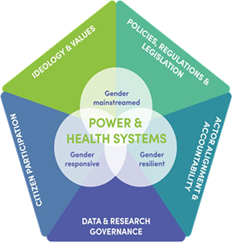 IDEOLOGY & VALUES
POLICIES, REGULATIONS &
LEGISLATION
Gender
mainstreamed
POWER &
HEALTH SYSTEMS
Gender
responsive
Gender
resilient
CITIZEN PARTICIPATION
ACTOR ALIGNMENT &
ACCOUNTABILITY
DATA & RESEARCH
GOVERNANCE